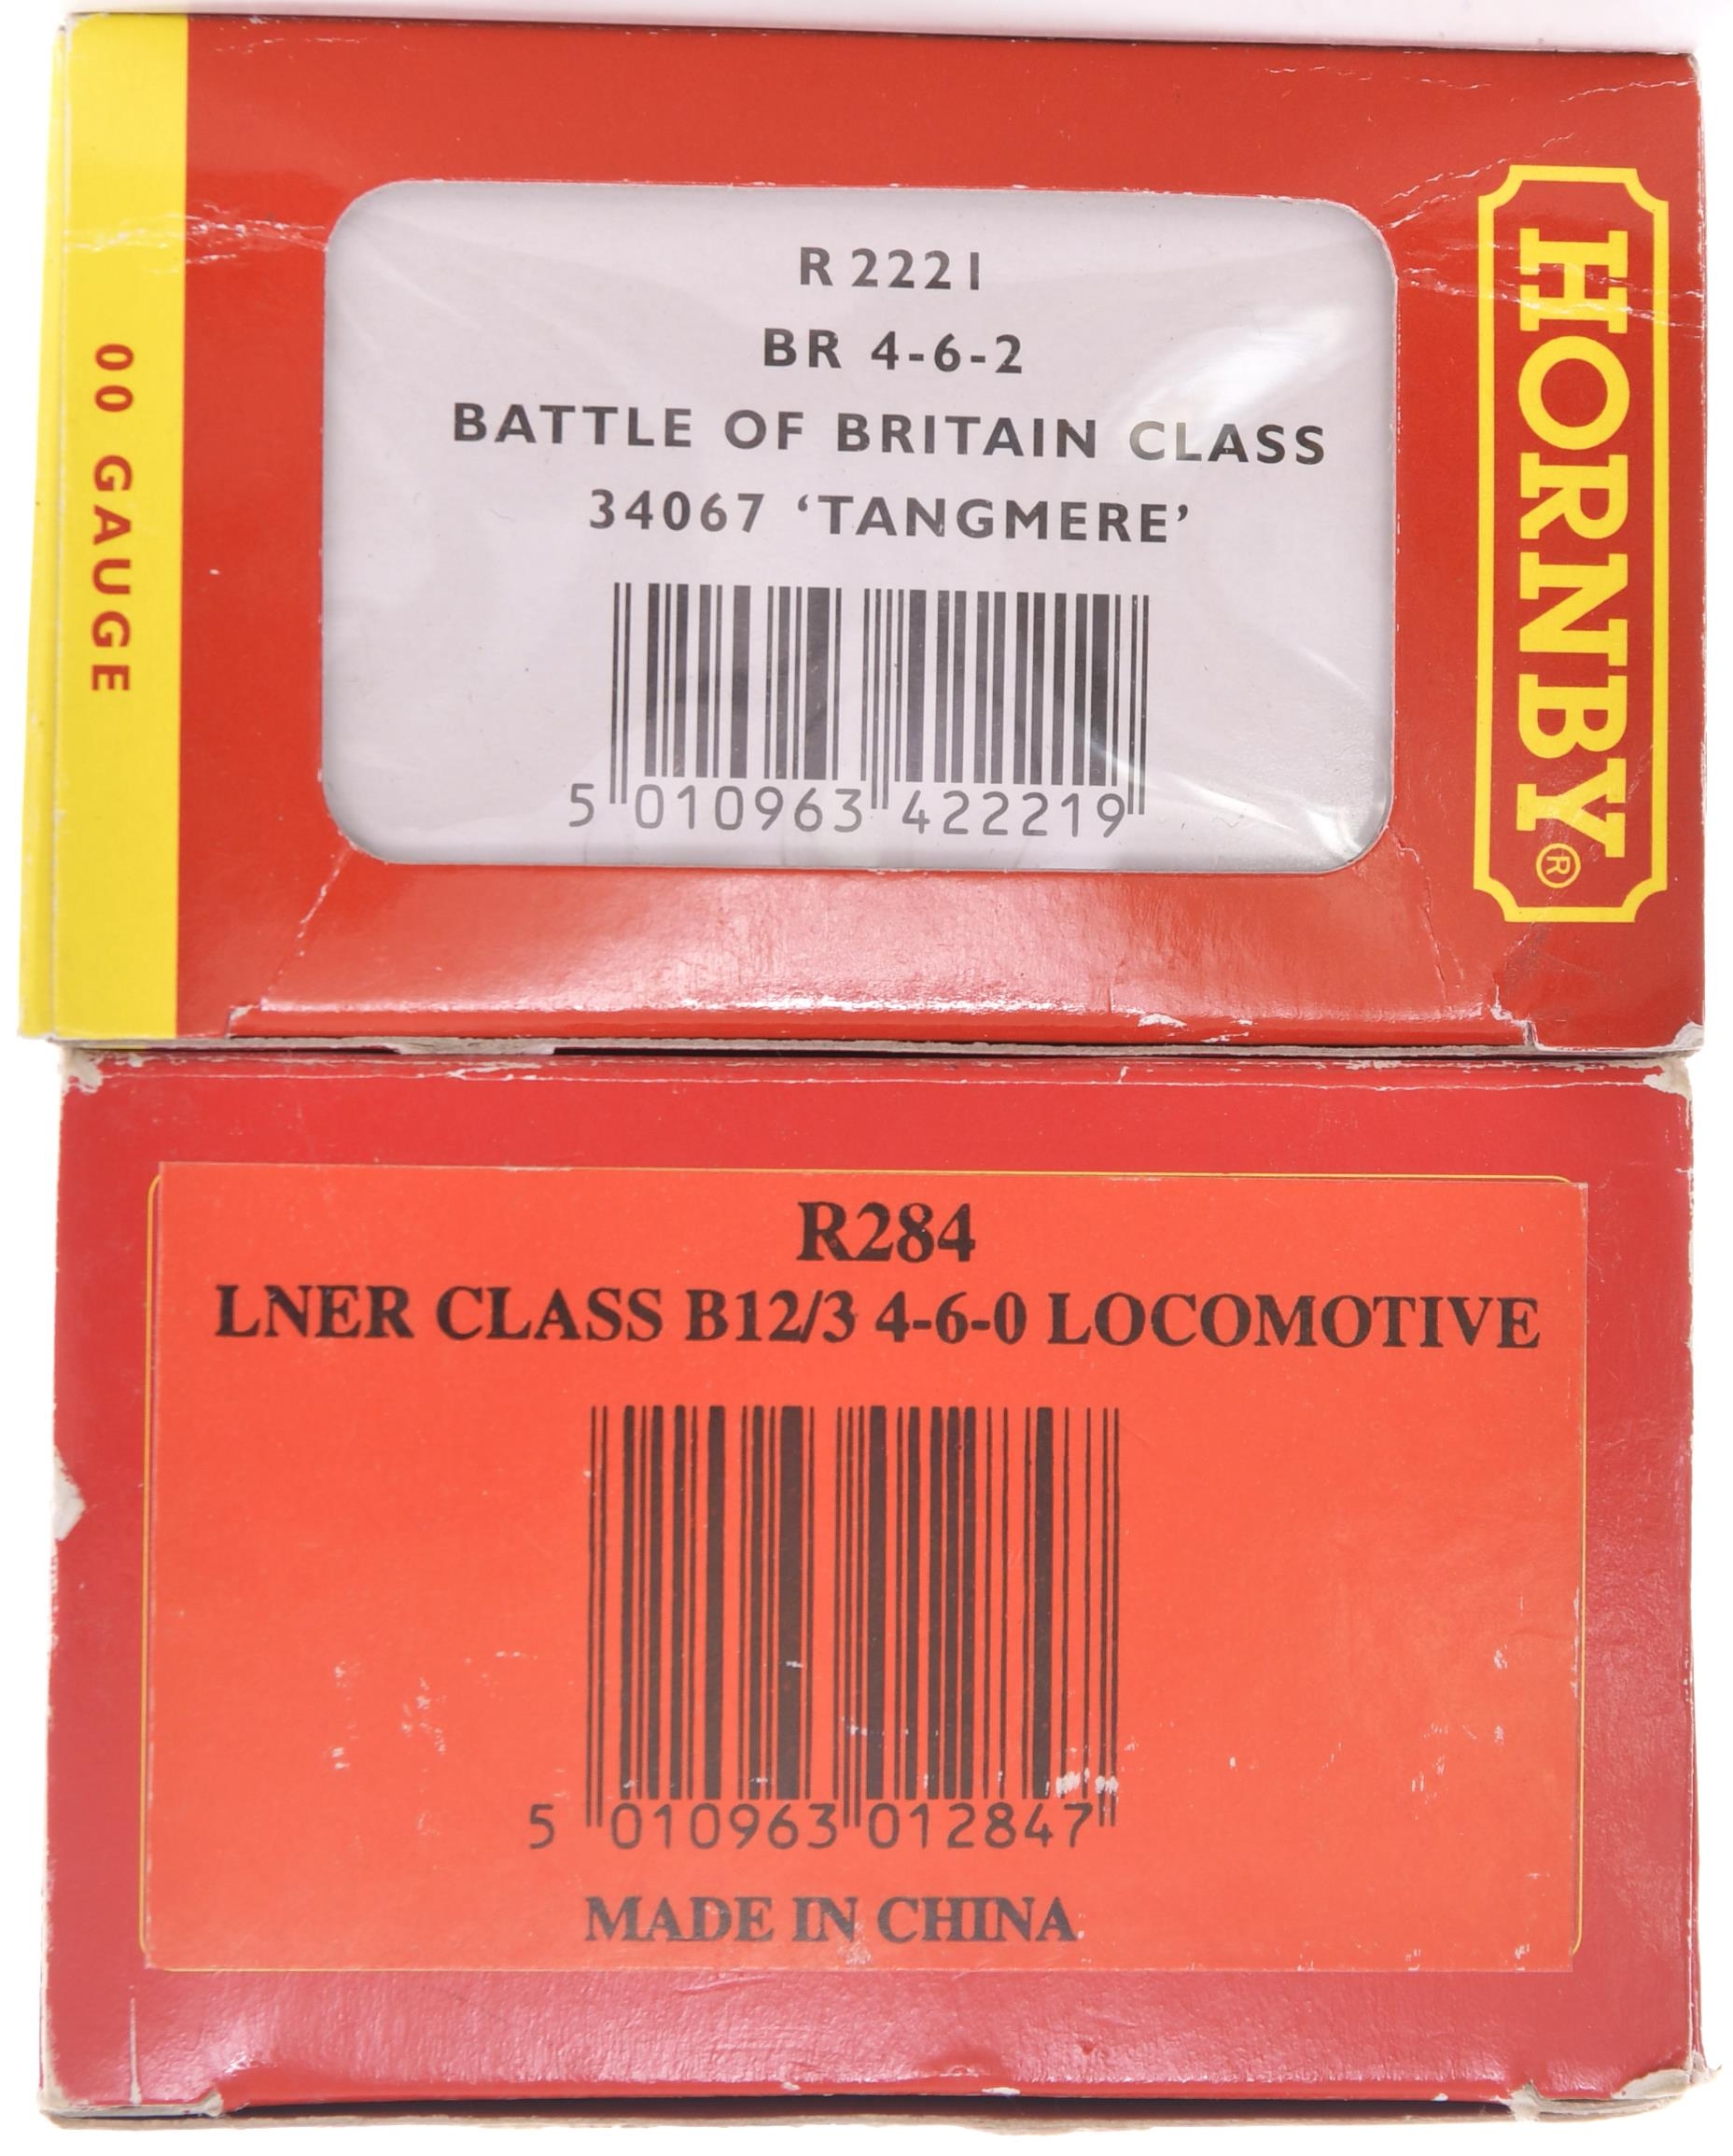 00 GAUGE
R 2221
BR 4-6-2
BATTLE OF BRITAIN CLASS
34067 ‘TANGMERE’
5 010963 422219
HORNBY®
R284
LNER CLASS B12/3 4-6-0 LOCOMOTIVE
5 010963 012847
MADE IN CHINA